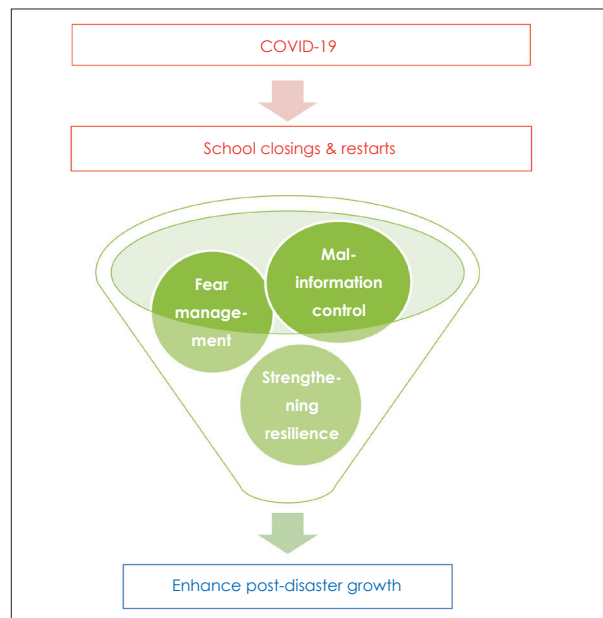 COVID-19
School closings & restarts
Mal-
information
control
Fear
manage-
ment
Strengthe-
ning
resilience
Enhance post-disaster growth